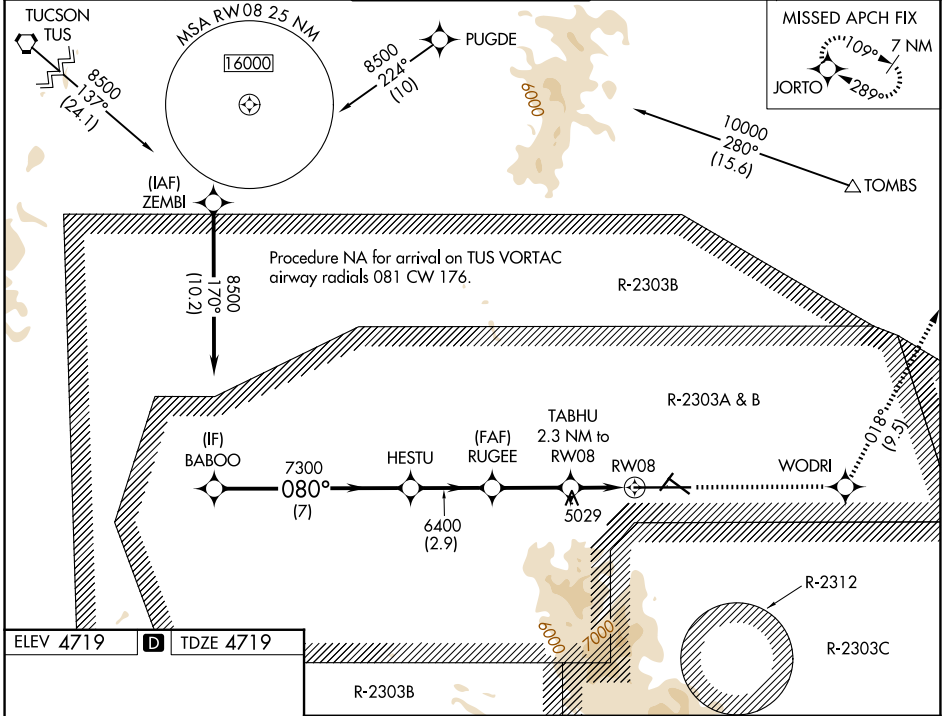 TUCSON
TUS
8500
137°
(24.1)
MSA RW08 25 NM
16000
8500
224°
(10)
PUGDE
6000
MISSED APCH FIX
109°
7 NM
JORTO
289°
10000
280°
(15.6)
TOMBS
(IAF)
ZEMBI
8500
170°
(10.2)
Procedure NA for arrival on TUS VORTAC
airway radials 081 CW 176.
R-2303B
R-2303A & B
018°
(9.5)
(IF)
BABOO
7300
080°
(7)
HESTU
6400
(2.9)
(FAF)
RUGEE
TABHU
2.3 NM to
RW08
5029
RW08
WODRI
R-2312
R-2303C
6000
7000
ELEV 4719
D
TDZE 4719
R-2303B